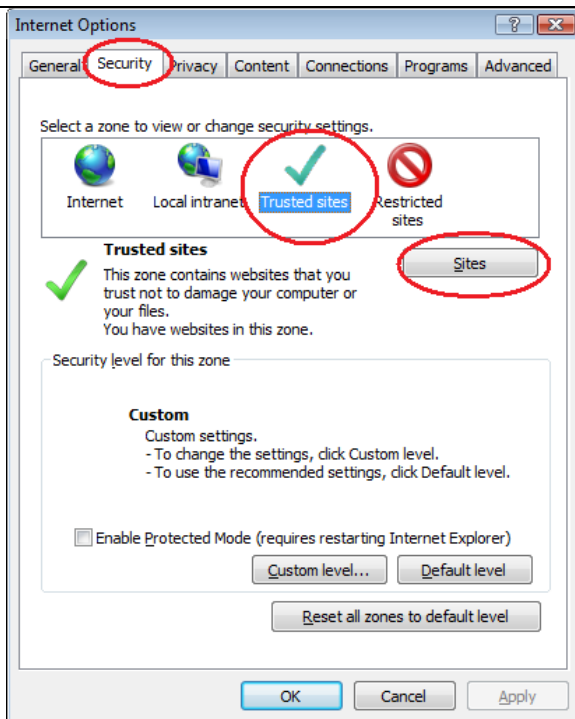 Internet Options
General Security Privacy Content Connections Programs Advanced
Select a zone to view or change security settings.
Internet Local intranet Trusted sites Restricted
sites
Trusted sites
Sites
This zone contains websites that you
trust not to damage your computer or
your files.
You have websites in this zone.
Security level for this zone
Custom
Custom settings.
- To change the settings, click Custom level.
- To use the recommended settings, click Default level.
Enable Protected Mode (requires restarting Internet Explorer)
Custom level... Default level
Reset all zones to default level
OK Cancel Apply